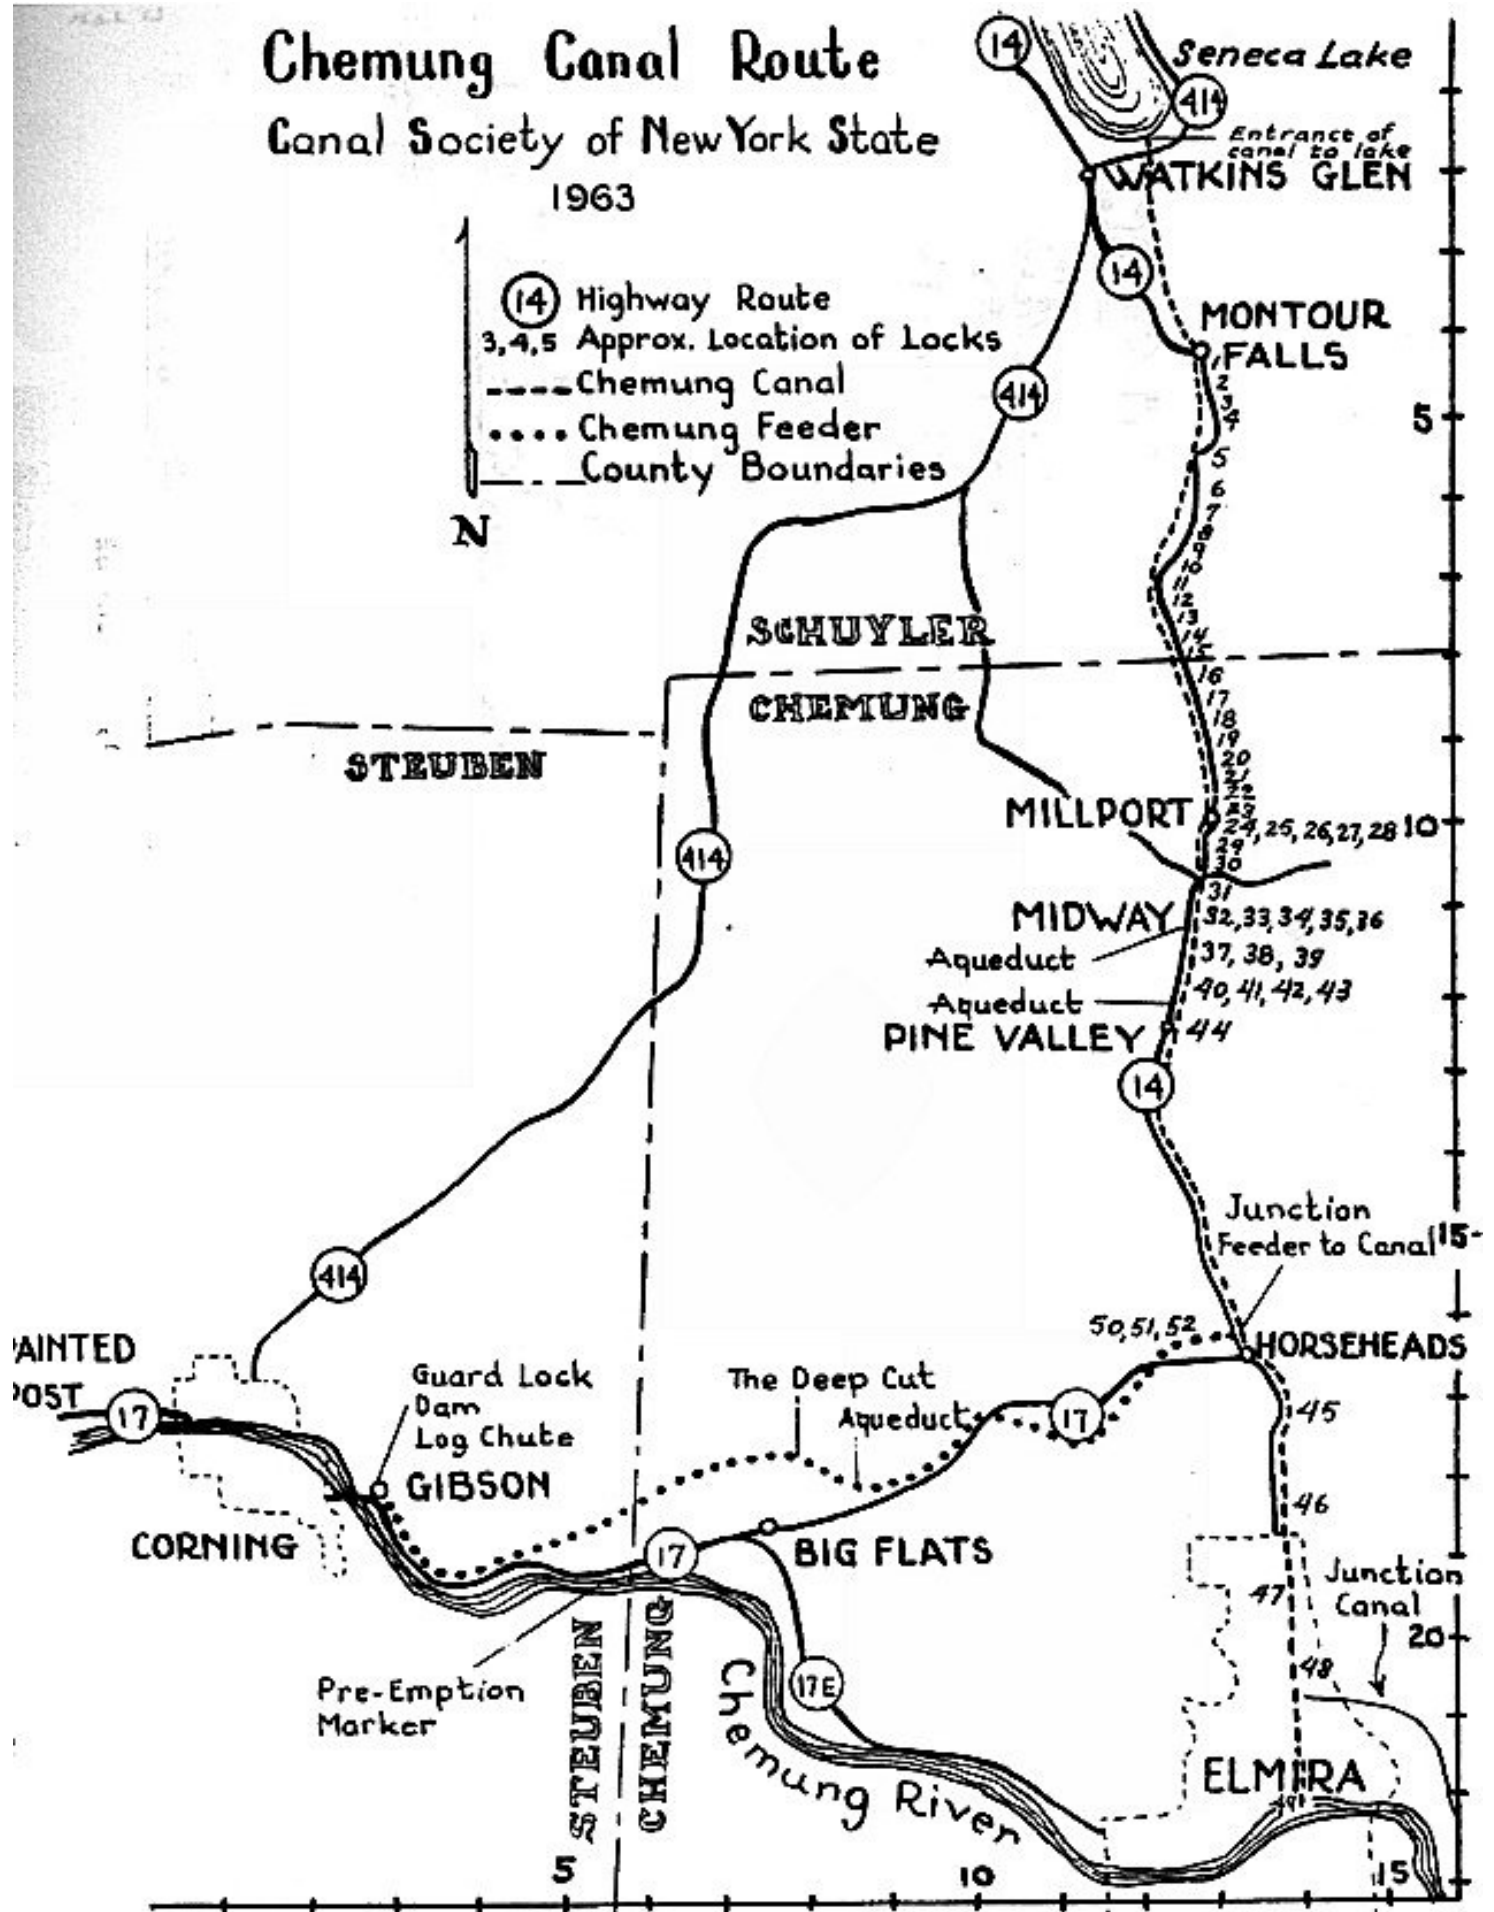 Chemung Canal Route
Canal Society of New York State
1963
14 Highway Route
3,4,5 Approx. Location of Locks
Chemung Canal
Chemung Feeder
County Boundaries
N
14
Seneca Lake
414
Entrance of
canal to lake
WATKINS GLEN
14
MONTOUR
FALLS
1
2
3
4
5
5
414
6
7
8
9
10
11
12
13
14
15
SCHUYLER
CHEMUNG
STEUBEN
16
17
18
19
20
21
22
23
MILLPORT
24, 25, 26, 27, 28
10
29
30
31
414
MIDWAY
32, 33, 34, 35, 36
Aqueduct
37, 38, 39
Aqueduct
40, 41, 42, 43
PINE VALLEY
44
14
Junction
Feeder to Canal
15
414
50, 51, 52
HORSEHEADS
AINTED
POST
17
Guard Lock
Dam
Log Chute
GIBSON
CORNING
The Deep Cut
Aqueduct
17
45
46
17
BIG FLATS
47
Junction
Canal
20
48
Pre-Emption
Marker
STEUBEN
CHEMUNG
17E
Chemung River
ELMIRA
49
5
10
15